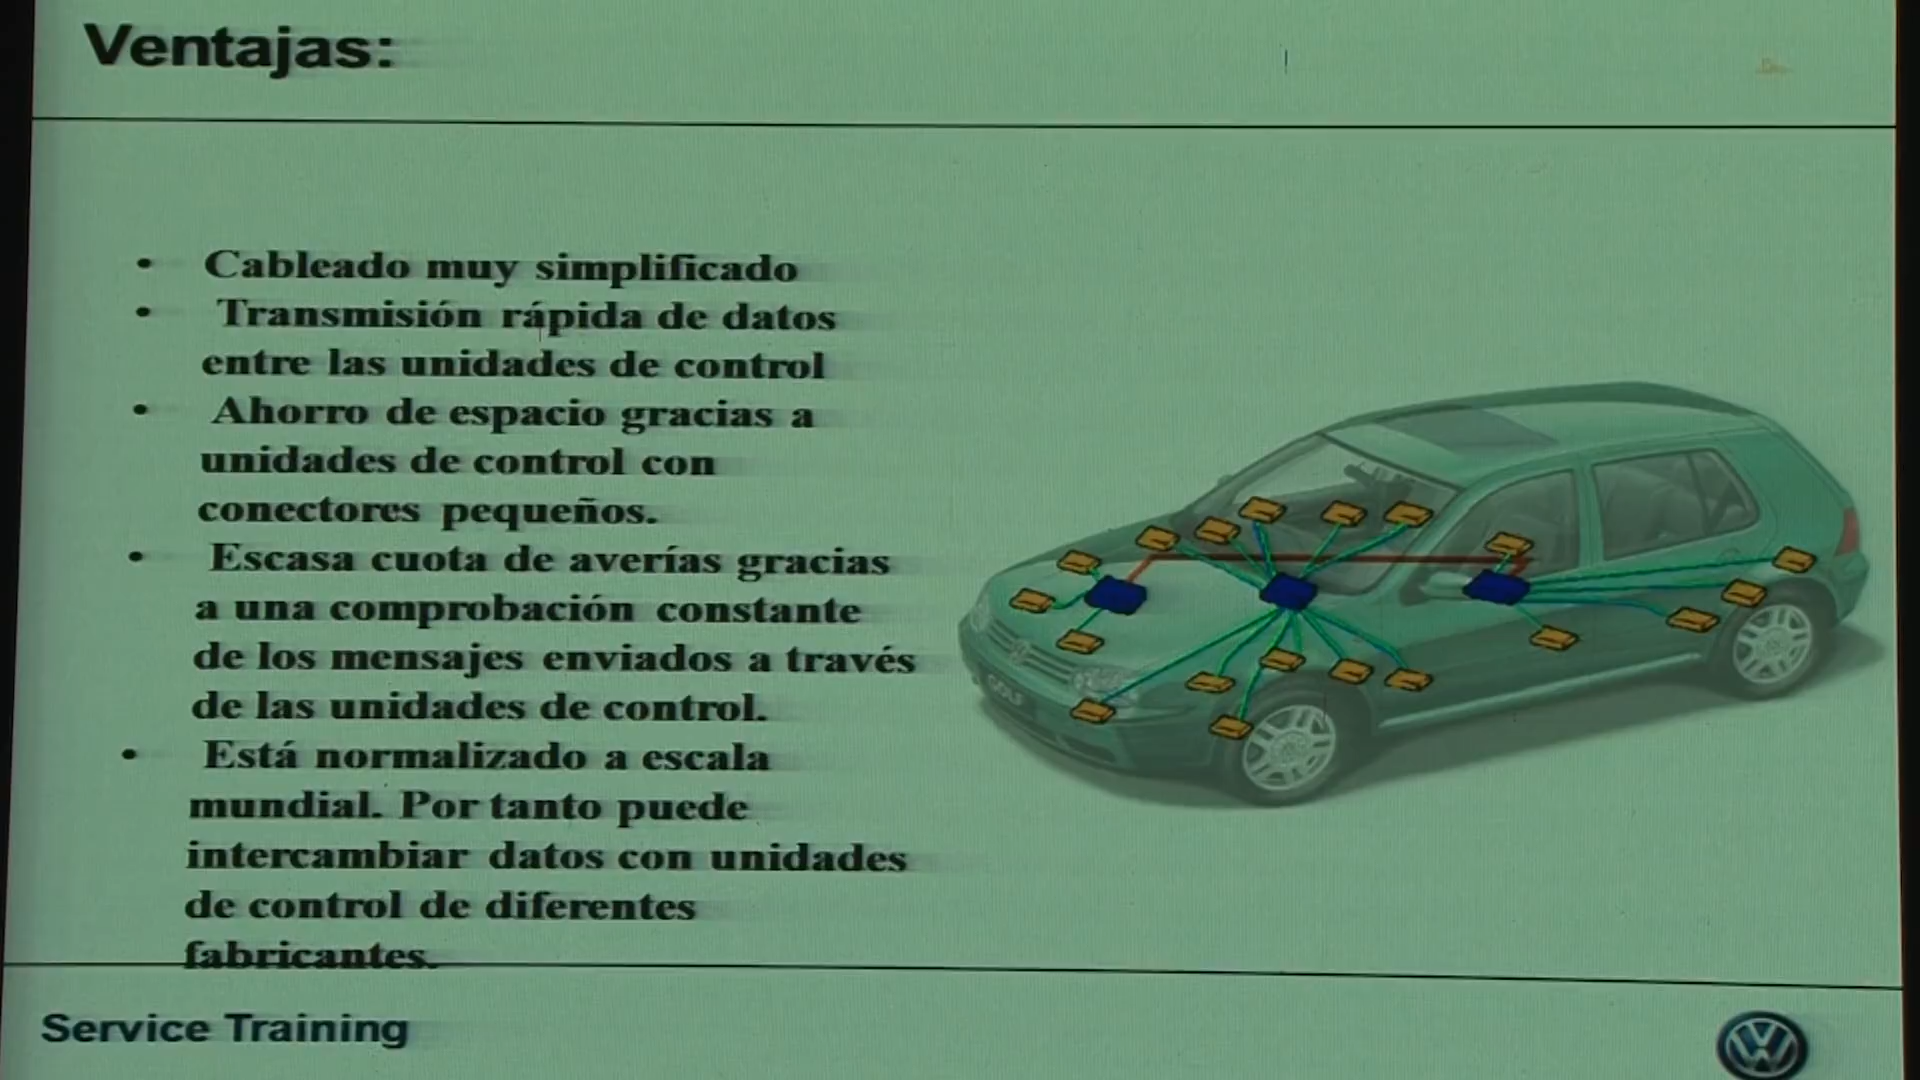 Ventajas:
• Cableado muy simplificado
• Transmisión rápida de datos
entre las unidades de control
• Ahorro de espacio gracias a
unidades de control con
conectores pequeños.
• Escasa cuota de averías gracias
a una comprobación constante
de los mensajes enviados a través
de las unidades de control.
• Está normalizado a escala
mundial. Por tanto puede
intercambiar datos con unidades
de control de diferentes
fabricantes.
GOLF
Service Training
VW